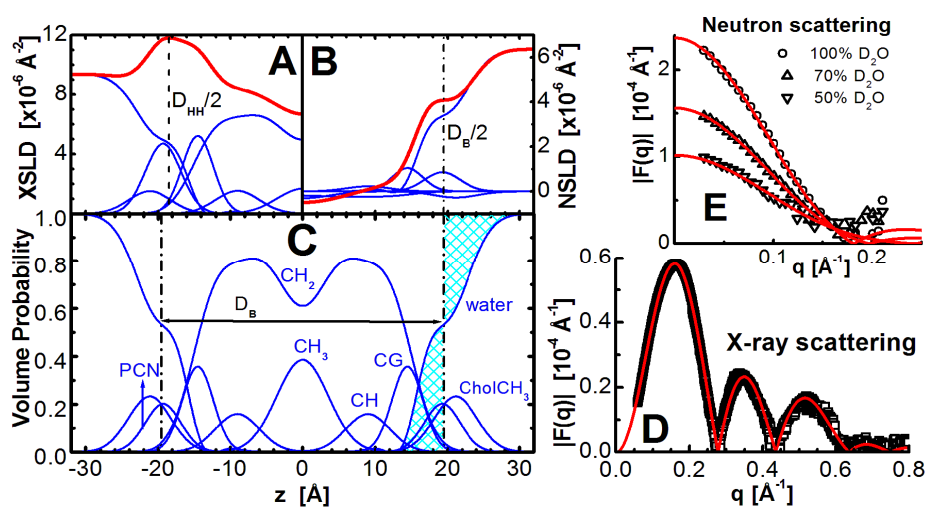 12
8
4
XSLD [x10⁻⁶ Å⁻²]
A
D_HH/2
B
D_B/2
6
4
2
0
NSLD [x10⁻⁶ Å⁻²]
1.0
0.8
0.6
0.4
0.2
0.0
Volume Probability
C
CH₂
D_B
water
PCN
CH₃
CG
CH
CholCH₃
-30 -20 -10 0 10 20 30
z [Å]
Neutron scattering
100% D₂O
70% D₂O
50% D₂O
2
1
0
|F(q)| [10⁻⁴ Å⁻¹]
E
0.1 0.2
q [Å⁻¹]
0.6
0.4
0.2
0.0
|F(q)| [10⁻⁴ Å⁻¹]
X-ray scattering
D
0.0 0.2 0.4 0.6 0.8
q [Å⁻¹]